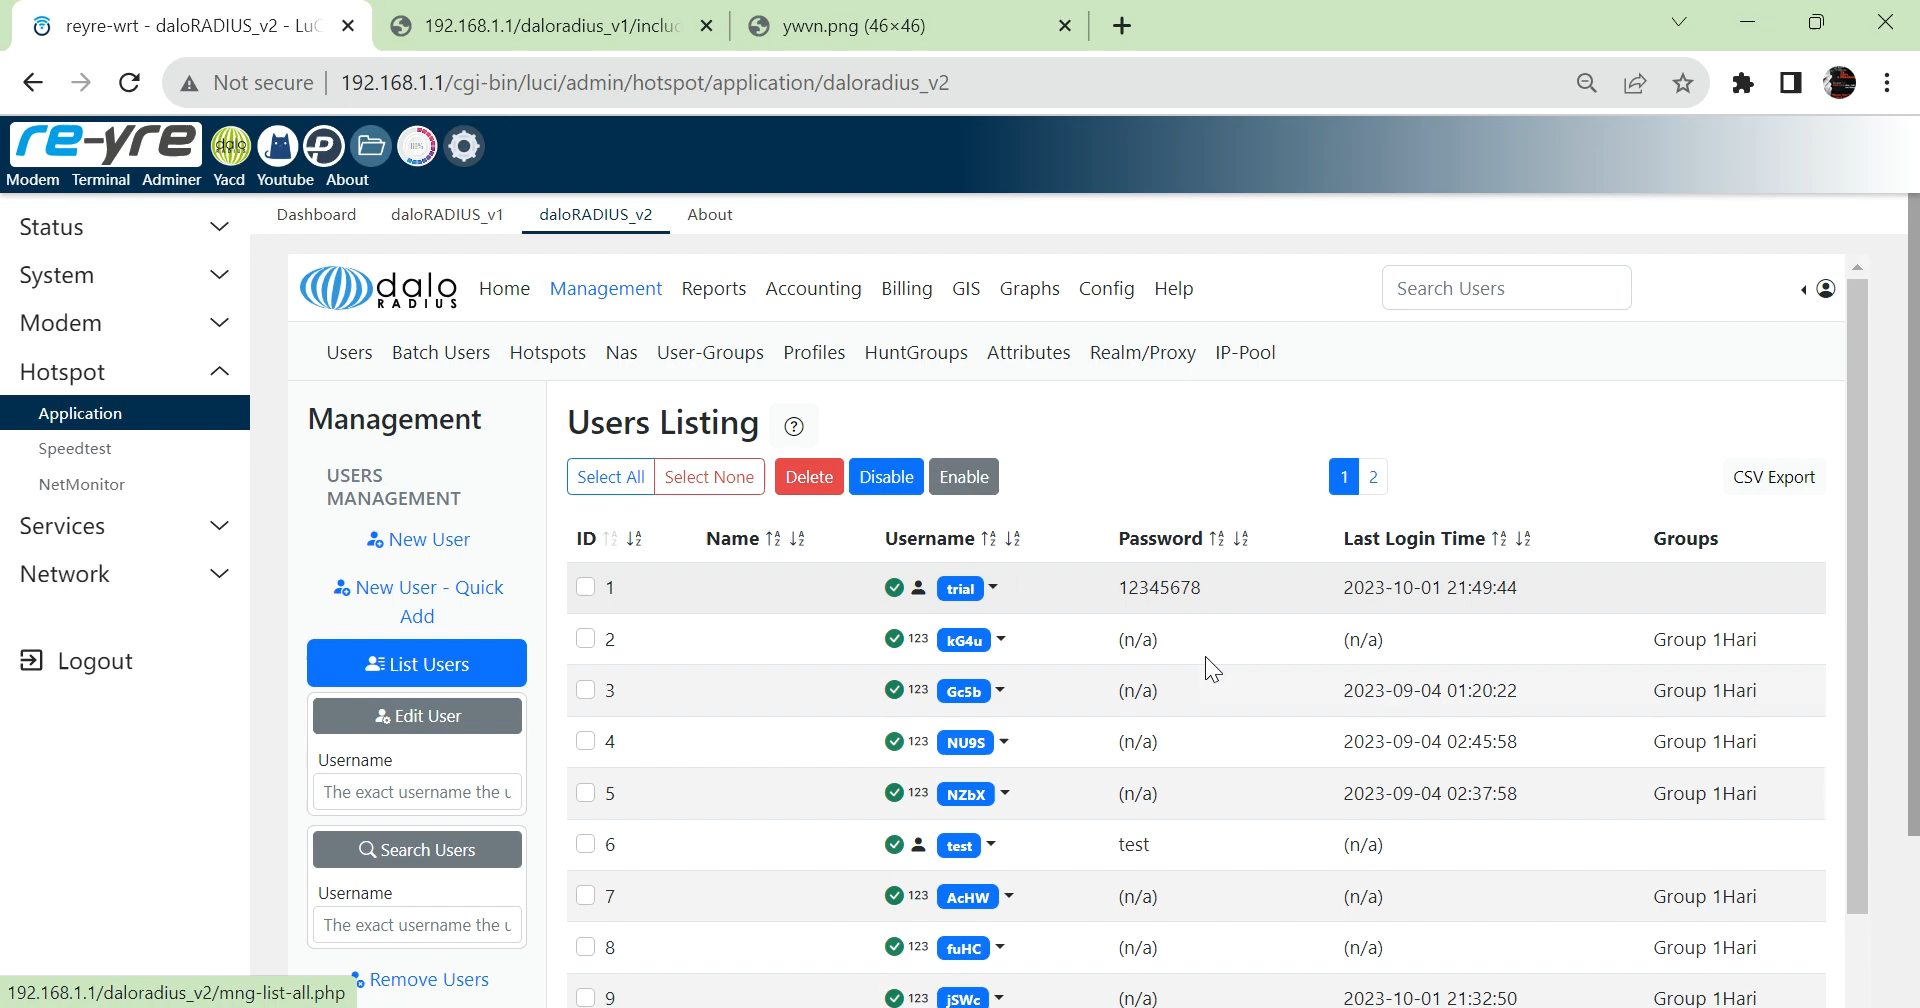 reyre-wrt - daloRADIUS_v2 - LuC
192.168.1.1/daloradius_v1/inclu
ywvn.png (46×46)
Not secure
192.168.1.1/cgi-bin/luci/admin/hotspot/application/daloradius_v2
re-yre
dalo
Modem Terminal Adminer Yacd Youtube About
Status
System
Modem
Hotspot
Application
Speedtest
NetMonitor
Services
Network
Logout
Dashboard daloRADIUS_v1 daloRADIUS_v2 About
dalo
RADIUS
Home Management Reports Accounting Billing GIS Graphs Config Help
Search Users
Users Batch Users Hotspots Nas User-Groups Profiles HuntGroups Attributes Realm/Proxy IP-Pool
Management
USERS
MANAGEMENT
New User
New User - Quick
Add
List Users
Edit User
Username
The exact username the u
Search Users
Username
The exact username the u
Remove Users
Users Listing
Select All Select None Delete Disable Enable 1 2 CSV Export
ID Name Username Password Last Login Time Groups
1 trial 12345678 2023-10-01 21:49:44
2 123 kG4u (n/a) (n/a) Group 1Hari
3 123 Gc5b (n/a) 2023-09-04 01:20:22 Group 1Hari
4 123 NU9S (n/a) 2023-09-04 02:45:58 Group 1Hari
5 123 NZbX (n/a) 2023-09-04 02:37:58 Group 1Hari
6 test test (n/a)
7 123 AcHW (n/a) (n/a) Group 1Hari
8 123 fuHC (n/a) (n/a) Group 1Hari
9 123 jSWc (n/a) 2023-10-01 21:32:50 Group 1Hari
192.168.1.1/daloradius_v2/mng-list-all.php